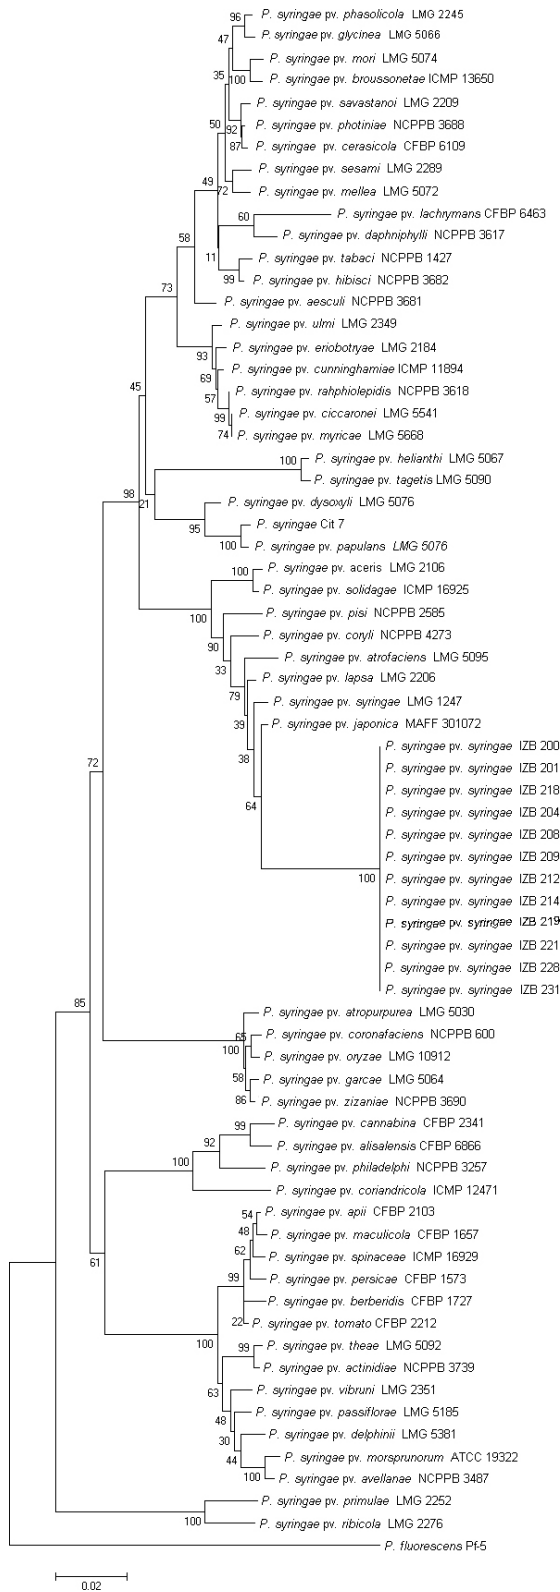 96 P. syringae pv. phasolicola LMG 2245
47 P. syringae pv. glycinea LMG 5066
P. syringae pv. mori LMG 5074
35 100 P. syringae pv. broussonetae ICMP 13650
P. syringae pv. savastanoi LMG 2209
50 92 P. syringae pv. photiniae NCPPB 3688
87 P. syringae pv. cerasicola CFBP 6109
P. syringae pv. sesami LMG 2289
49 72 P. syringae pv. mellea LMG 5072
60 P. syringae pv. lachrymans CFBP 6463
58 P. syringae pv. daphniphylli NCPPB 3617
11 P. syringae pv. tabaci NCPPB 1427
99 P. syringae pv. hibisci NCPPB 3682
73 P. syringae pv. aesculi NCPPB 3681
P. syringae pv. ulmi LMG 2349
93 P. syringae pv. eriobotryae LMG 2184
69 P. syringae pv. cunninghamiae ICMP 11894
45 57 P. syringae pv. rahphiolepidis NCPPB 3618
99 P. syringae pv. ciccaronei LMG 5541
74 P. syringae pv. myricae LMG 5668
100 P. syringae pv. helianthi LMG 5067
P. syringae pv. tagetis LMG 5090
98 21 P. syringae pv. dysoxyli LMG 5076
95 P. syringae Cit 7
100 P. syringae pv. papulans LMG 5076
100 P. syringae pv. aceris LMG 2106
P. syringae pv. solidagae ICMP 16925
100 P. syringae pv. pisi NCPPB 2585
90 P. syringae pv. coryli NCPPB 4273
33 P. syringae pv. atrofaciens LMG 5095
79 P. syringae pv. lapsa LMG 2206
P. syringae pv. syringae LMG 1247
39 P. syringae pv. japonica MAFF 301072
38 P. syringae pv. syringae IZB 200
72 P. syringae pv. syringae IZB 201
P. syringae pv. syringae IZB 218
64 P. syringae pv. syringae IZB 204
P. syringae pv. syringae IZB 208
P. syringae pv. syringae IZB 209
100 P. syringae pv. syringae IZB 212
P. syringae pv. syringae IZB 214
P. syringae pv. syringae IZB 219
P. syringae pv. syringae IZB 221
P. syringae pv. syringae IZB 228
P. syringae pv. syringae IZB 231
85 P. syringae pv. atropurpurea LMG 5030
65 P. syringae pv. coronafaciens NCPPB 600
100 P. syringae pv. oryzae LMG 10912
58 P. syringae pv. garcae LMG 5064
86 P. syringae pv. zizaniae NCPPB 3690
99 P. syringae pv. cannabina CFBP 2341
92 P. syringae pv. alisalensis CFBP 6866
100 P. syringae pv. philadelphi NCPPB 3257
P. syringae pv. coriandricola ICMP 12471
54 P. syringae pv. apii CFBP 2103
48 P. syringae pv. maculicola CFBP 1657
61 62 P. syringae pv. spinaceae ICMP 16929
99 P. syringae pv. persicae CFBP 1573
P. syringae pv. berberidis CFBP 1727
22 P. syringae pv. tomato CFBP 2212
100 99 P. syringae pv. theae LMG 5092
P. syringae pv. actinidiae NCPPB 3739
63 P. syringae pv. vibruni LMG 2351
48 P. syringae pv. passiflorae LMG 5185
30 P. syringae pv. delphinii LMG 5381
44 P. syringae pv. morsprunorum ATCC 19322
100 P. syringae pv. avellanae NCPPB 3487
P. syringae pv. primulae LMG 2252
100 P. syringae pv. ribicola LMG 2276
P. fluorescens Pf-5
0.02